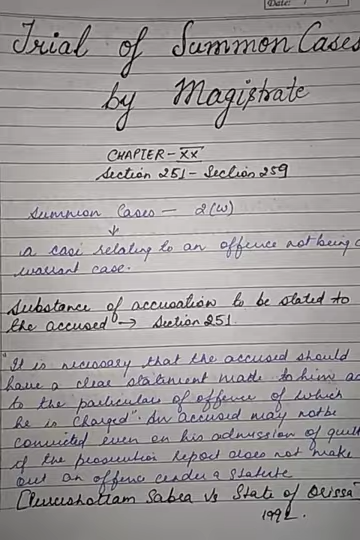 Date:
Trial of Summon Cases
by Magistrate
CHAPTER - XX
Section 251 - Section 259
Summon Cases — 2(w)
↓
a case relating to an offence not being a
warrant case.
Substance of accusation to be stated to
the accused → Section 251
"It is necessary that the accused should
have a clear statement made to him as
to the particulars of offence of which
he is charged". An accused may not be
convicted even on his admission of guilt
if the prosecution report does not make
out an offence under a statute
[Purushottam Sabra Vs State of Orissa
1992.